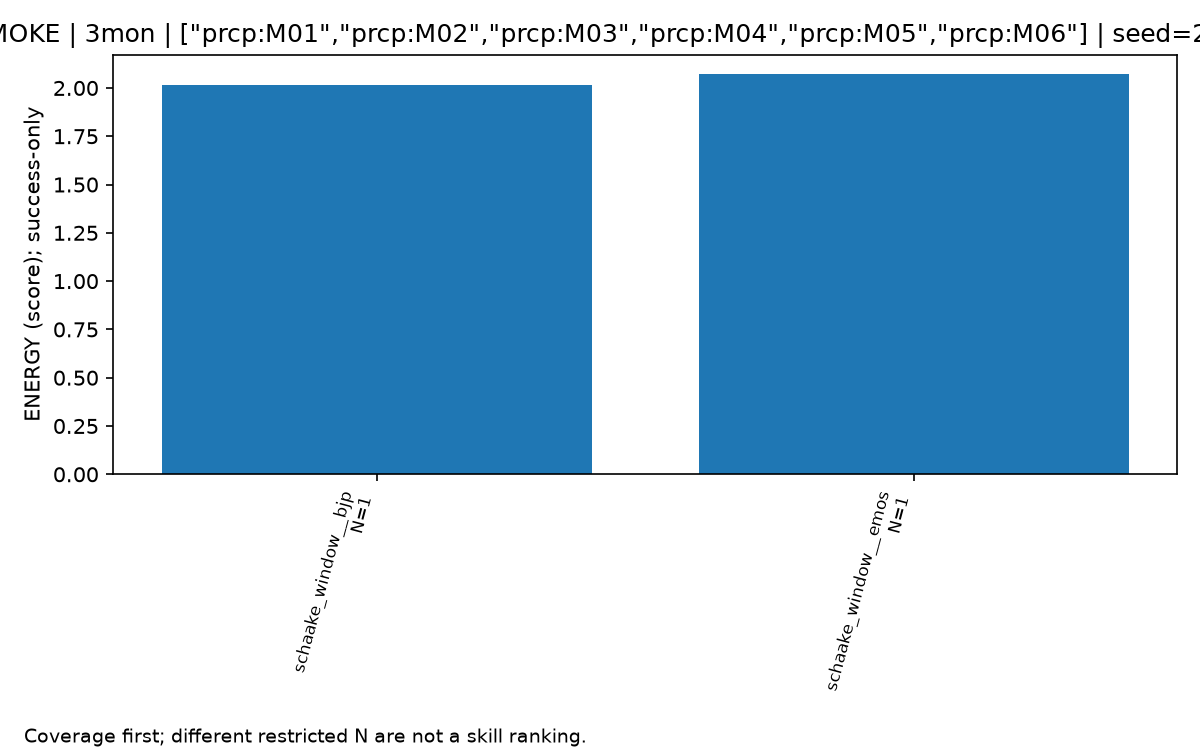 MOKE | 3mon | ["prcp:M01","prcp:M02","prcp:M03","prcp:M04","prcp:M05","prcp:M06"] | seed=2
ENERGY (score); success-only
2.00
1.75
1.50
1.25
1.00
0.75
0.50
0.25
0.00
schaake_window__bjp
N=1
schaake_window__emos
N=1
Coverage first; different restricted N are not a skill ranking.